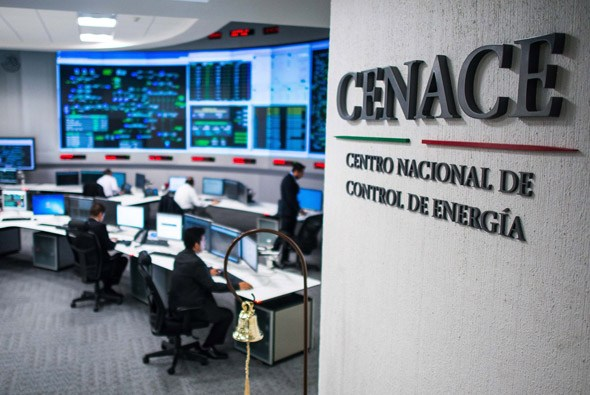 CENACE
CENTRO NACIONAL DE
CONTROL DE ENERGÍA